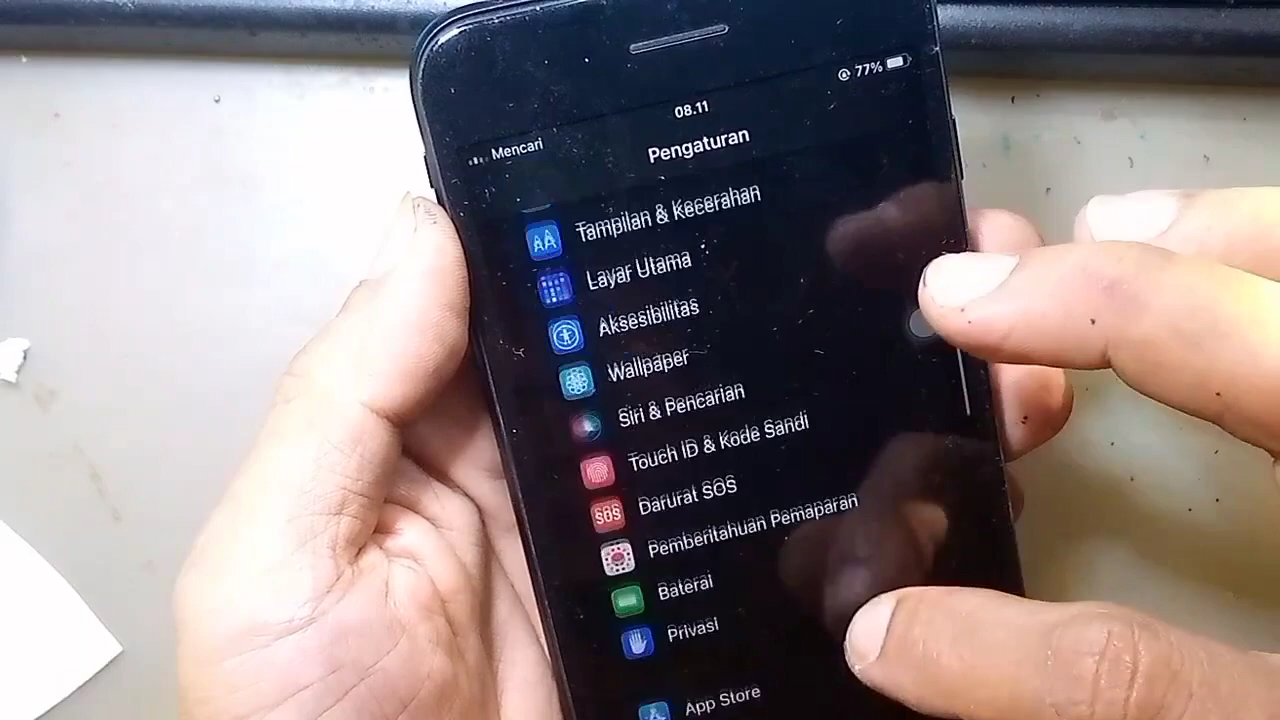 77%
08.11
Mencari
Pengaturan
AA
Tampilan & Kecerahan
Layar Utama
Aksesibilitas
Wallpaper
Siri & Pencarian
Touch ID & Kode Sandi
SOS
Darurat SOS
Pemberitahuan Pemaparan
Baterai
Privasi
App Store